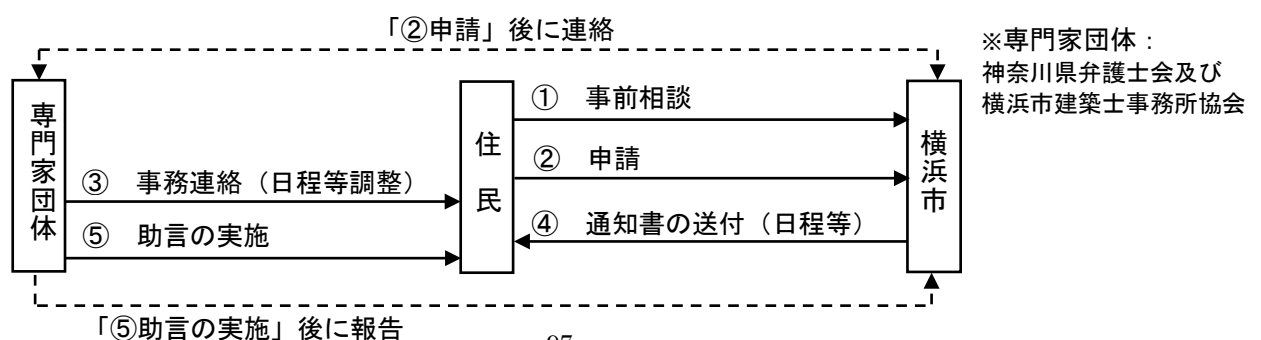 「②申請」後に連絡
※専門家団体：
神奈川県弁護士会及び
横浜市建築士事務所協会
専門家団体
住民
横浜市
① 事前相談
② 申請
③ 事務連絡（日程等調整）
④ 通知書の送付（日程等）
⑤ 助言の実施
「⑤助言の実施」後に報告